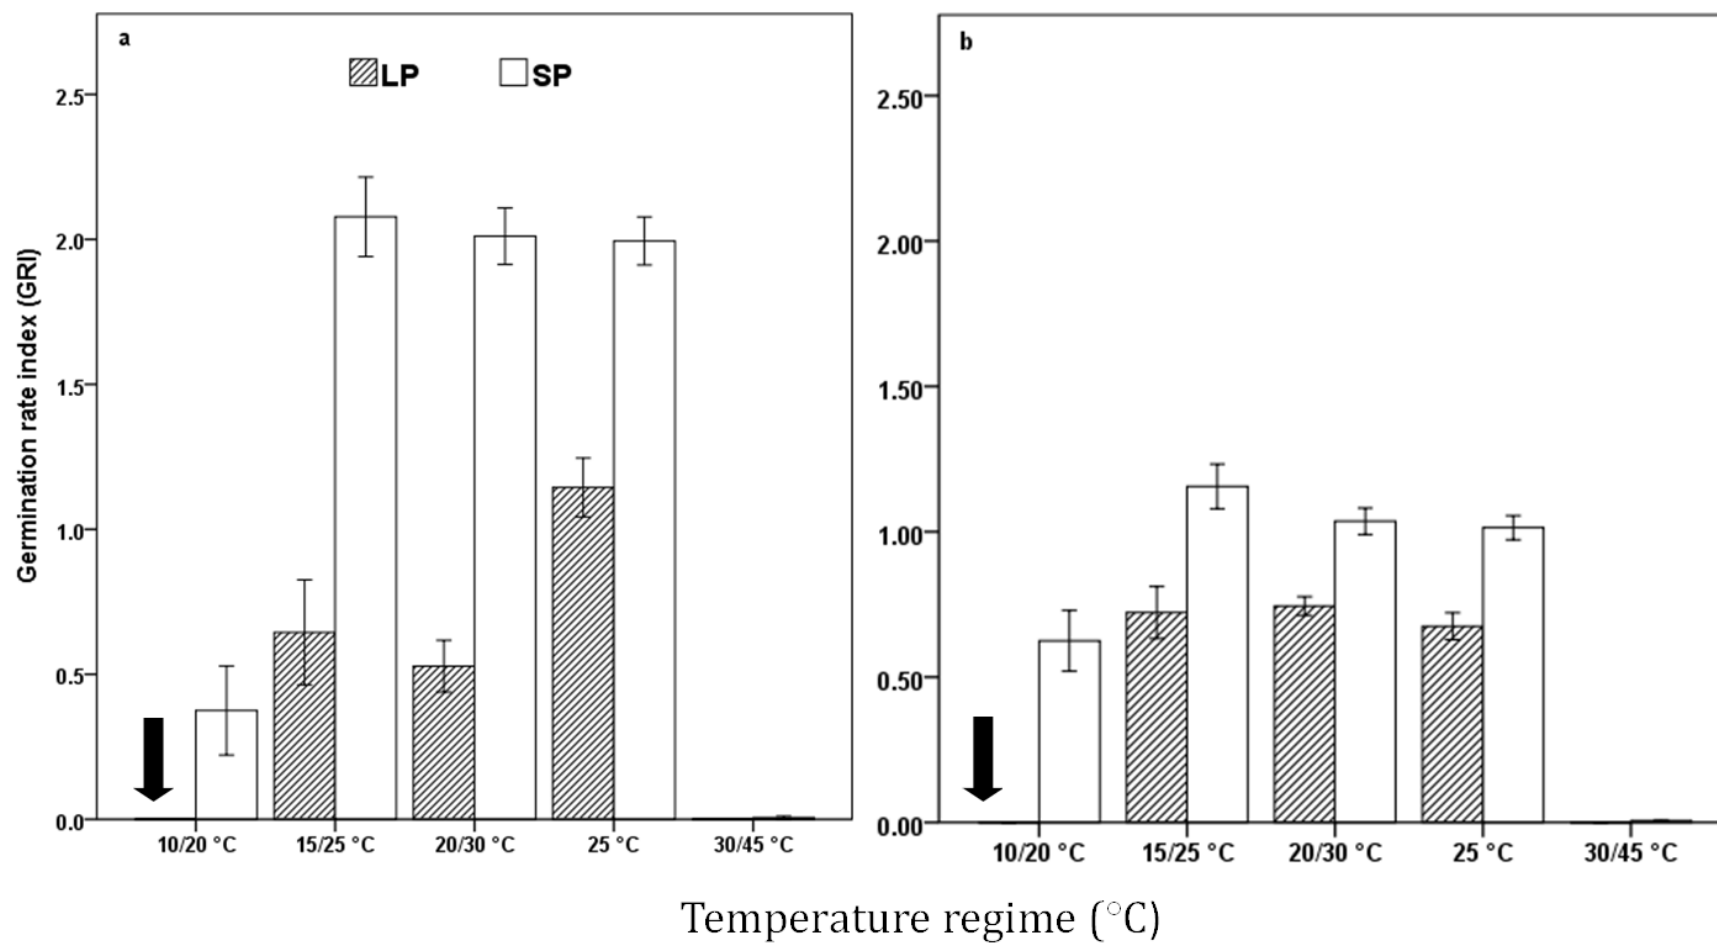 a
LP SP
2.5
2.0
1.5
1.0
0.5
0.0
Germination rate index (GRI)
10/20 °C 15/25 °C 20/30 °C 25 °C 30/45 °C
b
2.50
2.00
1.50
1.00
0.50
0.00
10/20 °C 15/25 °C 20/30 °C 25 °C 30/45 °C
Temperature regime (°C)